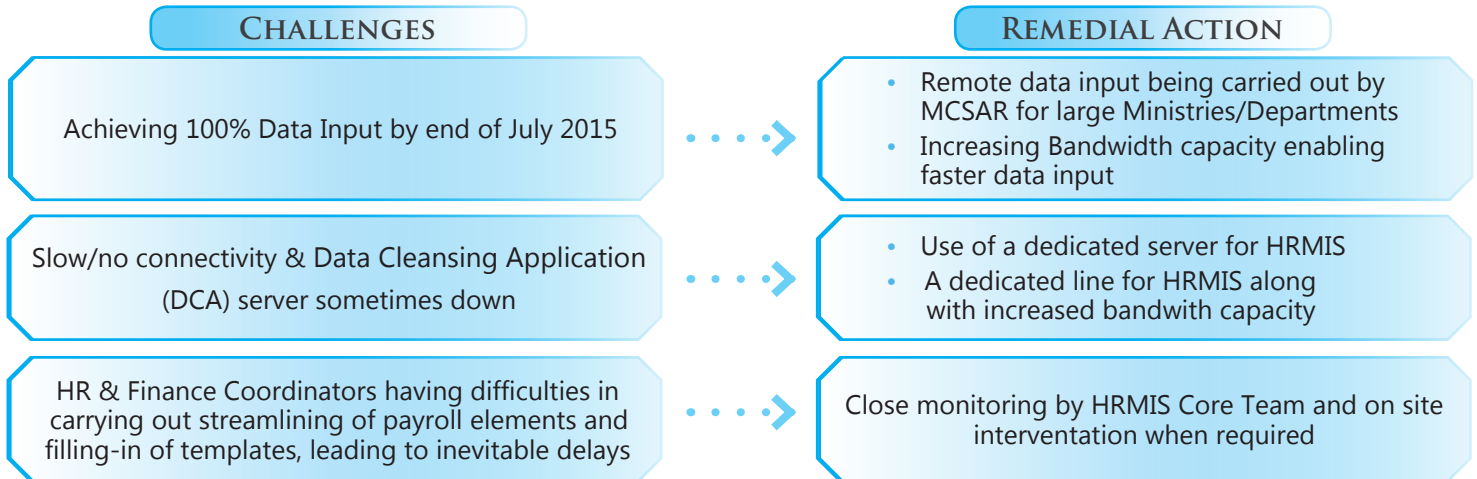 CHALLENGES
REMEDIAL ACTION
Achieving 100% Data Input by end of July 2015
• Remote data input being carried out by
MCSAR for large Ministries/Departments
• Increasing Bandwidth capacity enabling
faster data input
Slow/no connectivity & Data Cleansing Application
(DCA) server sometimes down
• Use of a dedicated server for HRMIS
• A dedicated line for HRMIS along
with increased bandwith capacity
HR & Finance Coordinators having difficulties in
carrying out streamlining of payroll elements and
filling-in of templates, leading to inevitable delays
Close monitoring by HRMIS Core Team and on site
interventation when required